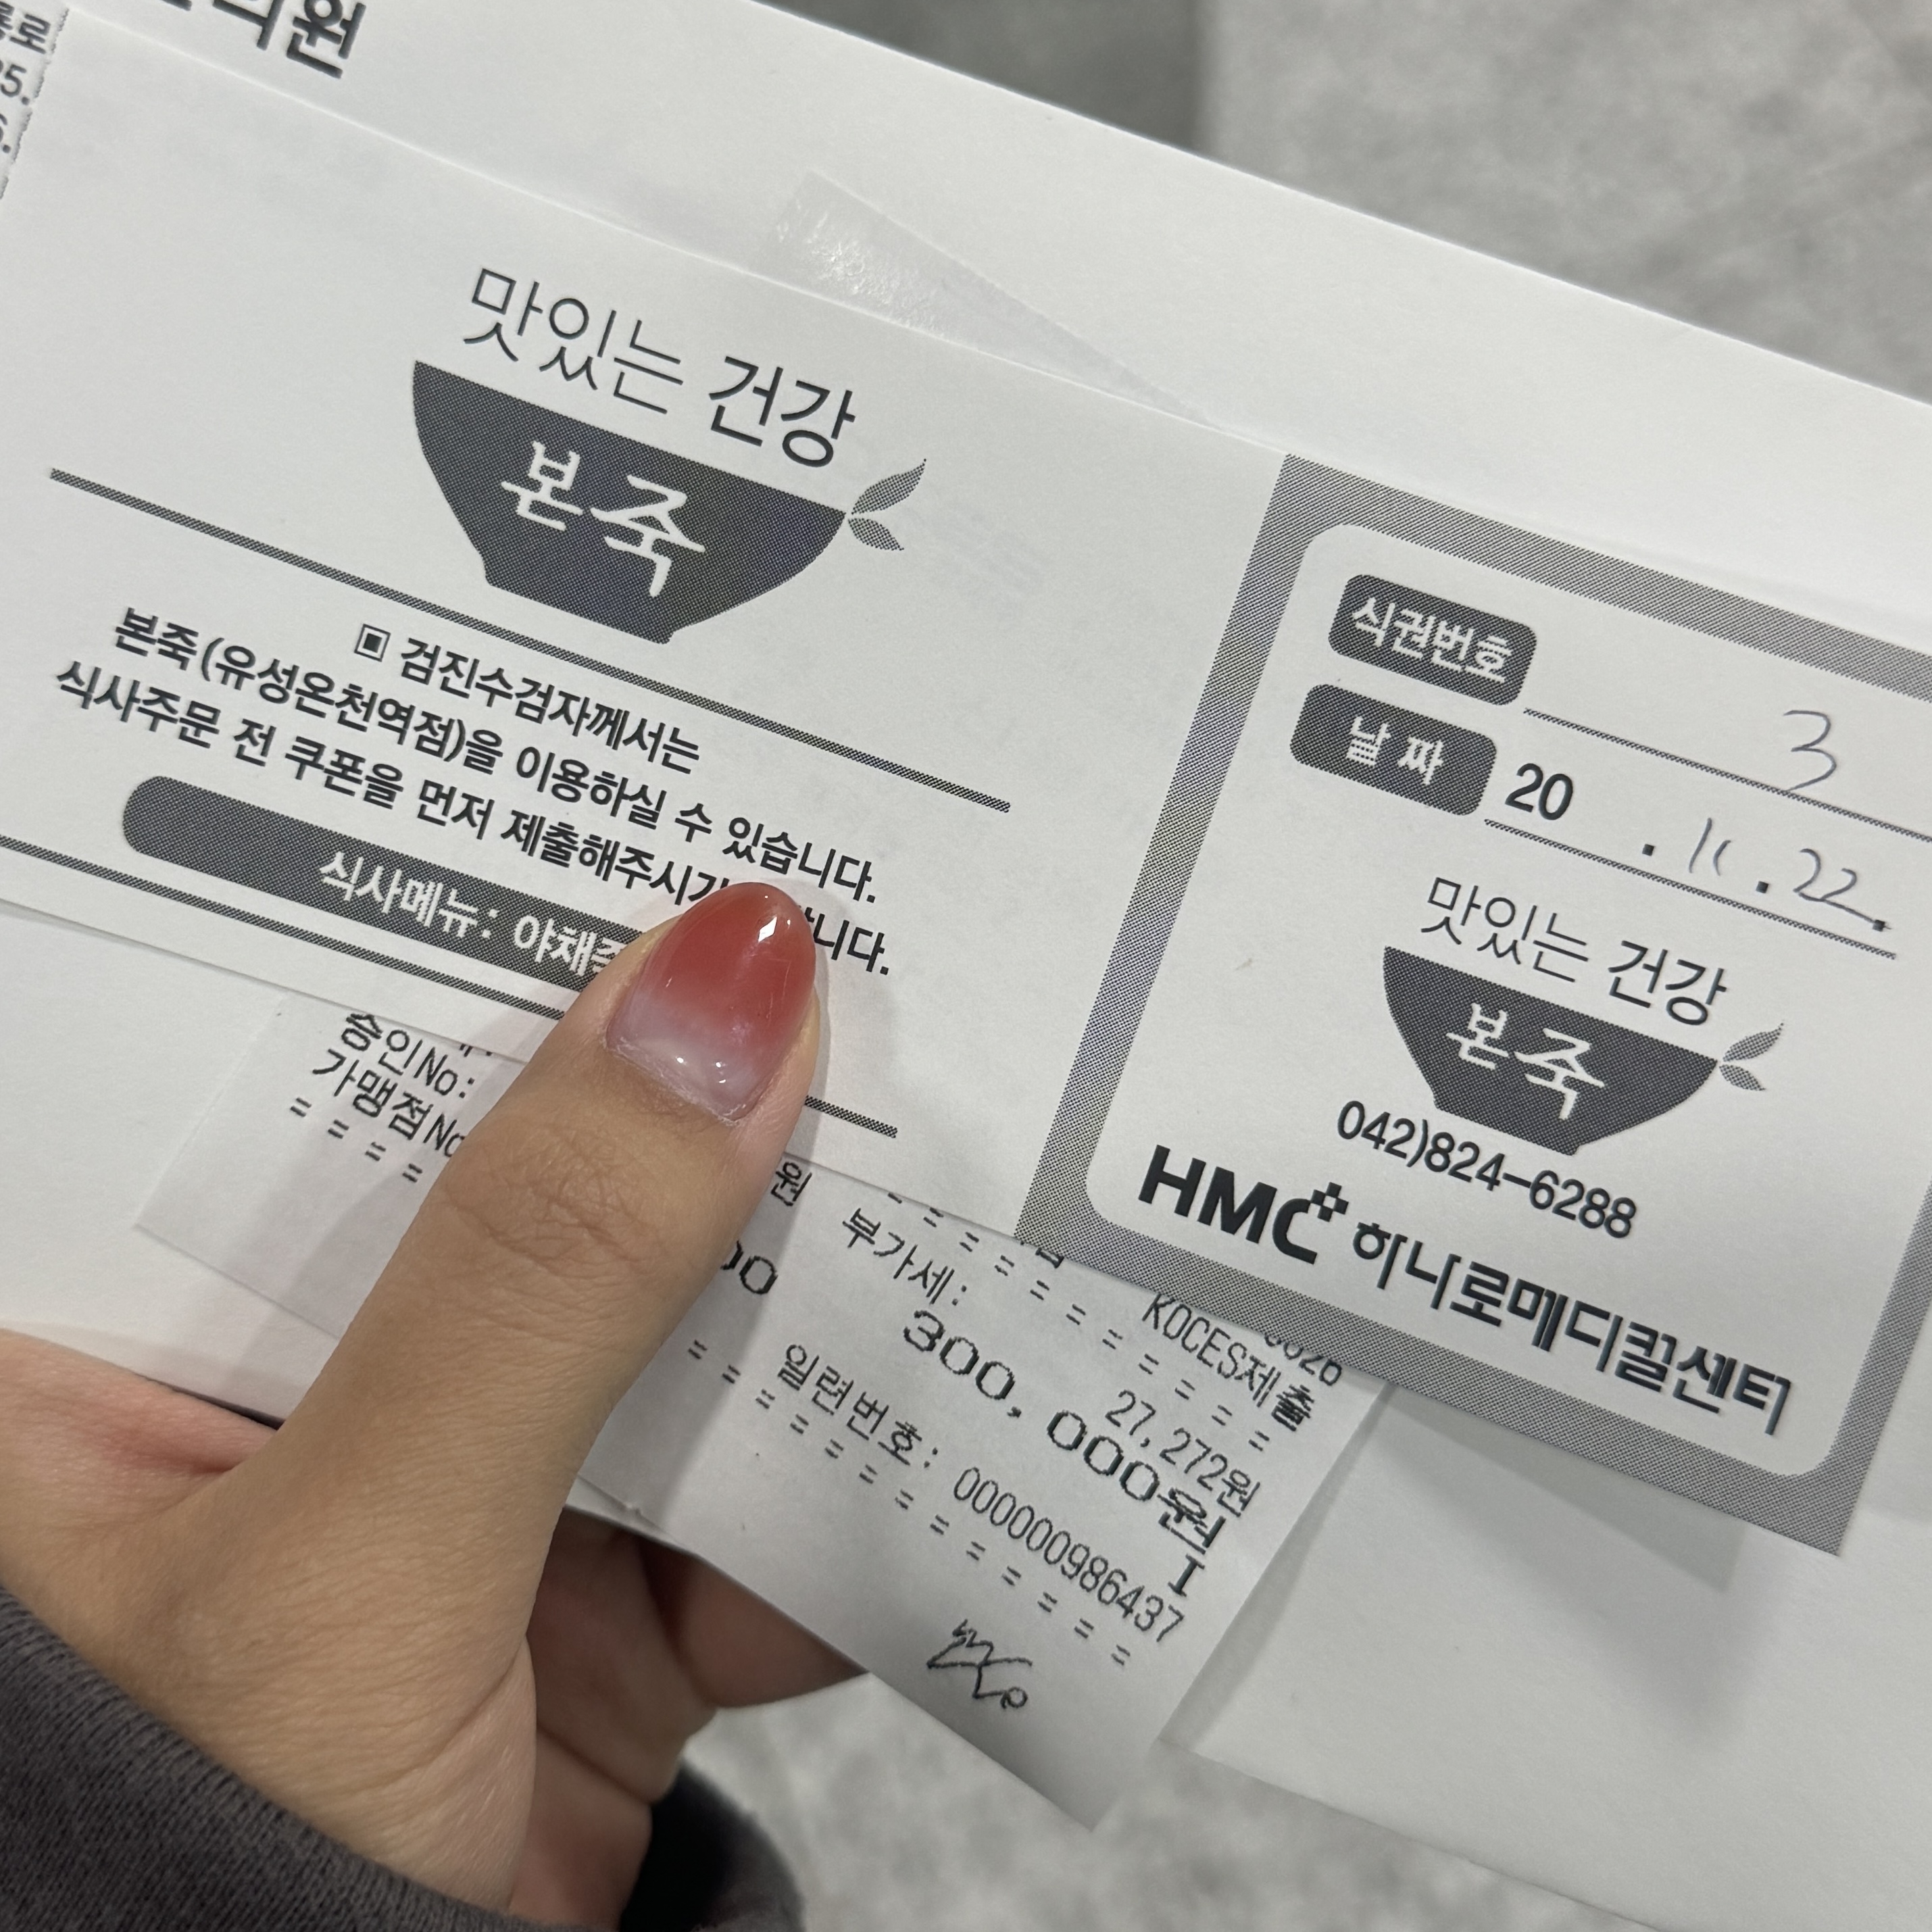 맛있는 건강
본죽
▣ 검진수검자께서는
본죽(유성온천역점)을 이용하실 수 있습니다.
식사주문 전 쿠폰을 먼저 제출해주시기
식사메뉴:
식권번호 3
날 짜 20 . 11 . 22.
맛있는 건강
본죽
042)824-6288
HMC 하나로메디컬센터
승인No:
가맹점No
= = = =
원
KOCES제출
부가세: 27,272원
300,000원
I
일련번호: 000000986437